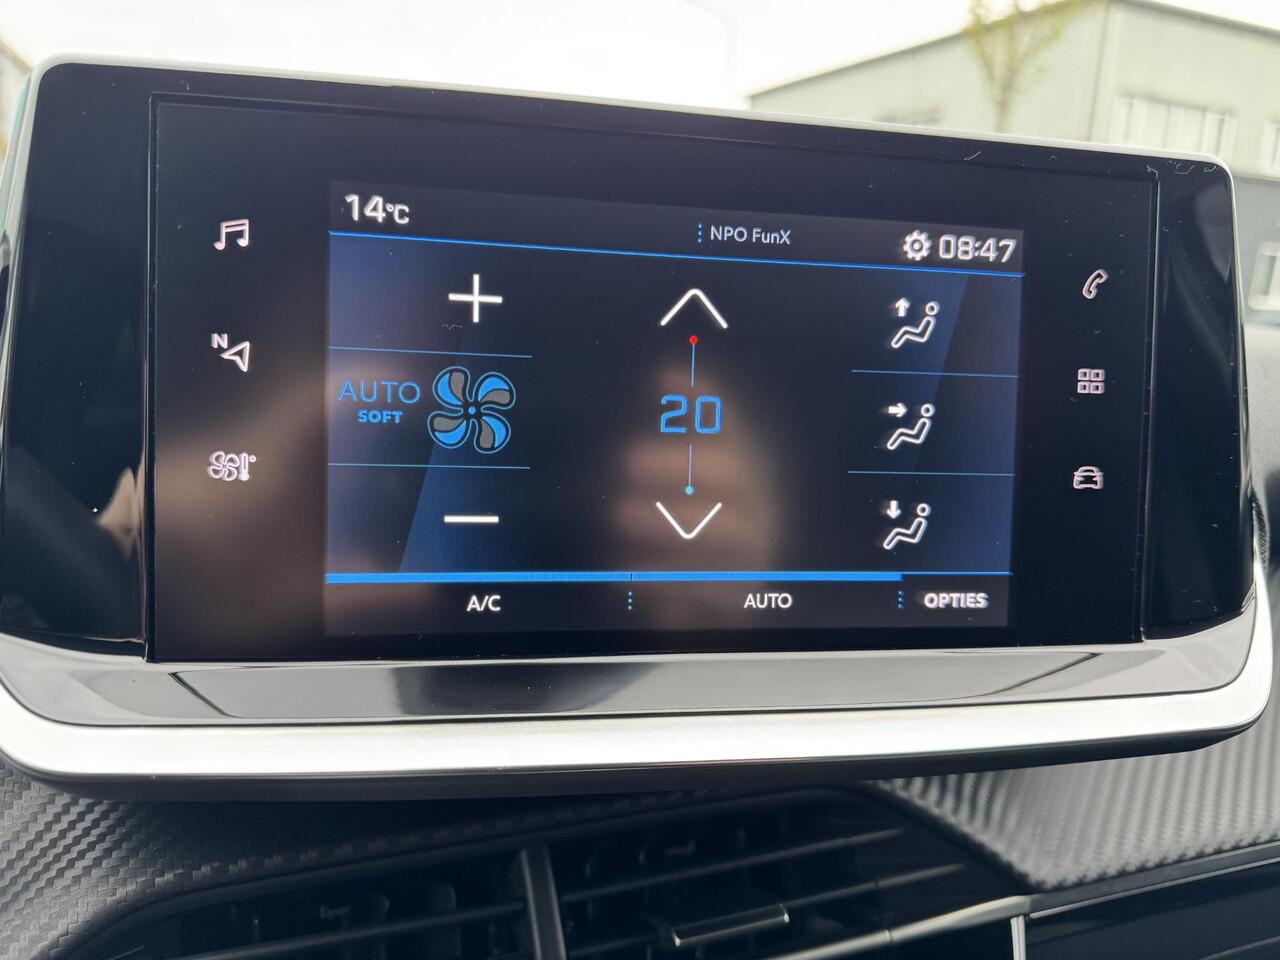 14°C
NPO FunX
08:47
N
AUTO
SOFT
20
A/C
AUTO
OPTIES